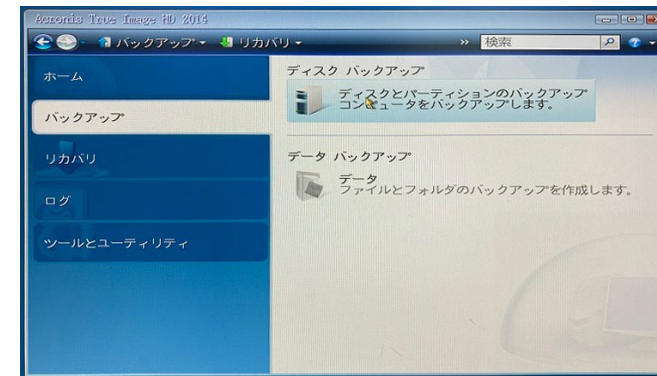 Acronis True Image HD 2014
バックアップ リカバリ » 検索
ホーム
バックアップ
リカバリ
ログ
ツールとユーティリティ
ディスク バックアップ
ディスクとパーティションのバックアップ
コンピュータをバックアップします。
データ バックアップ
データ
ファイルとフォルダのバックアップを作成します。